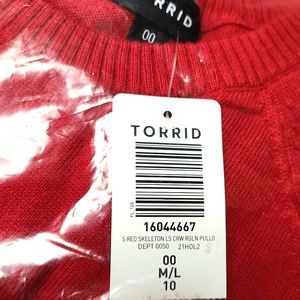 TORRID
00
TORRID
16044667
S RED SKELETON LS CRW RGLN PULLO
DEPT 0050 21HOL2
00
M/L
10